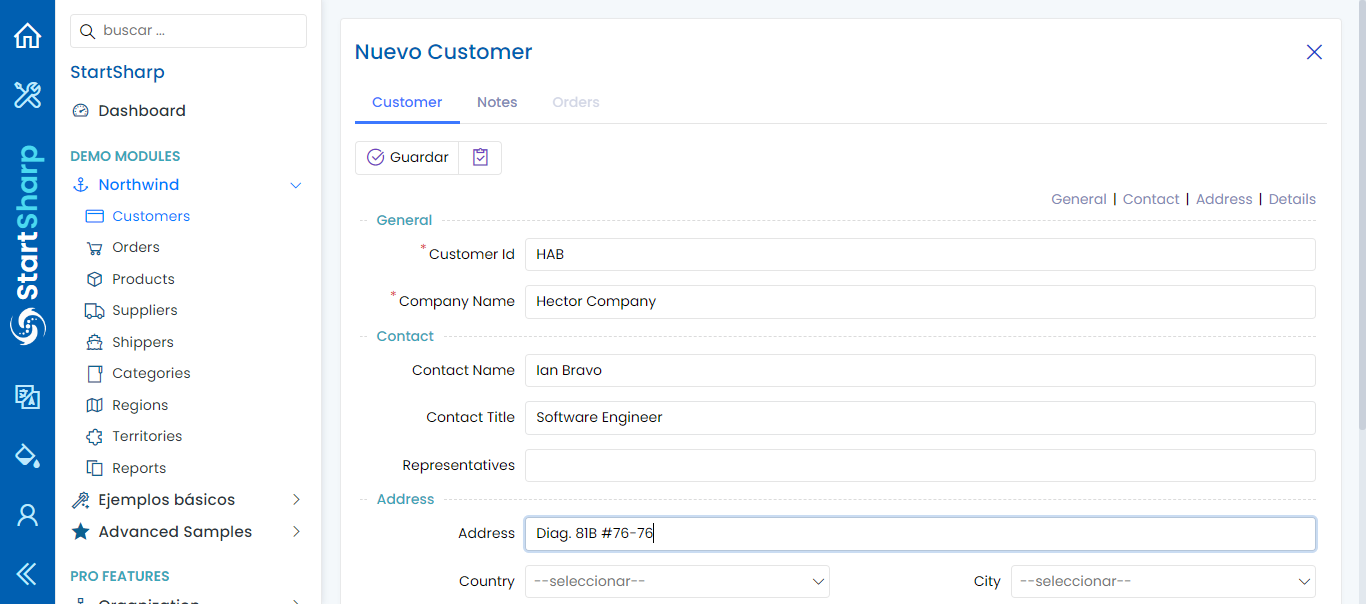 StartSharp
buscar ...
StartSharp
Dashboard
DEMO MODULES
Northwind
Customers
Orders
Products
Suppliers
Shippers
Categories
Regions
Territories
Reports
Ejemplos básicos
Advanced Samples
PRO FEATURES
Organization
Nuevo Customer
Customer Notes Orders
Guardar
General | Contact | Address | Details
General
* Customer Id HAB
* Company Name Hector Company
Contact
Contact Name Ian Bravo
Contact Title Software Engineer
Representatives
Address
Address Diag. 81B #76-76
Country --seleccionar-- City --seleccionar--